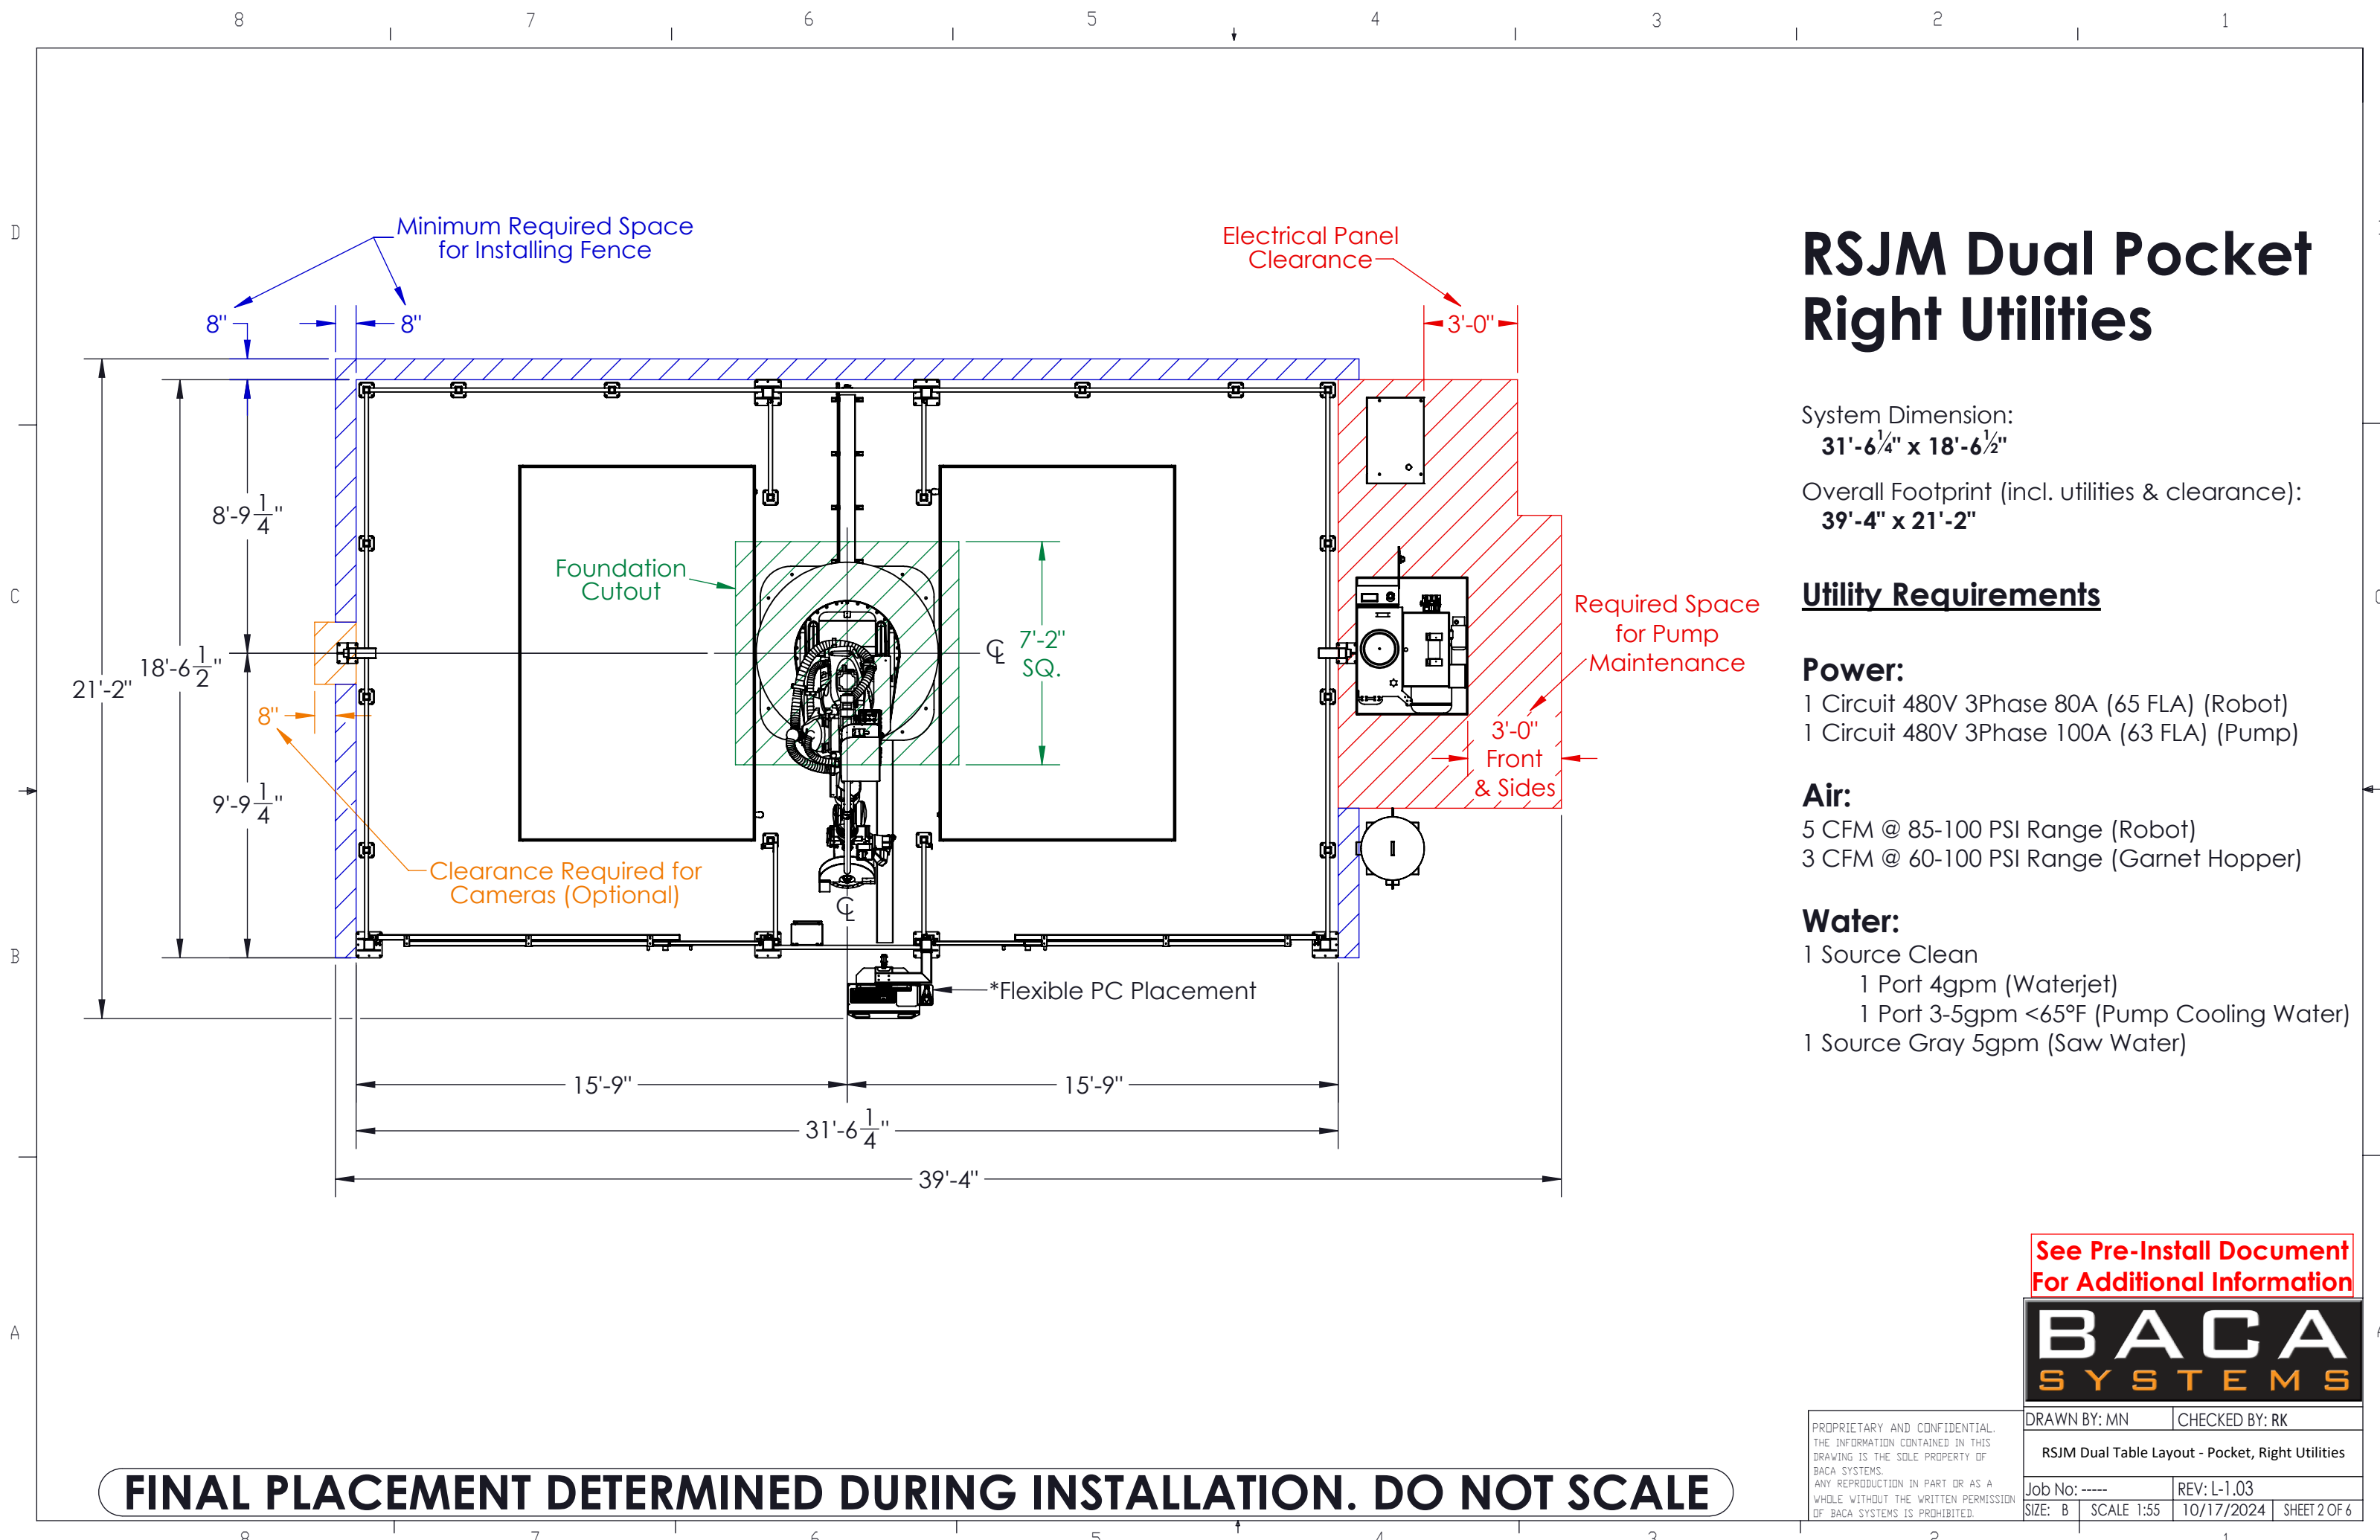 8 7 6 5 4 3 2 1
D
C
B
A
Minimum Required Space
for Installing Fence
8"
8"
Electrical Panel
Clearance
3'-0"
21'-2"
18'-6 1/2"
8'-9 1/4"
9'-9 1/4"
Foundation
Cutout
7'-2"
SQ.
℄
℄
Required Space
for Pump
Maintenance
3'-0"
Front
& Sides
8"
Clearance Required for
Cameras (Optional)
*Flexible PC Placement
15'-9"
15'-9"
31'-6 1/4"
39'-4"
RSJM Dual Pocket
Right Utilities
System Dimension:
31'-6¼" x 18'-6½"
Overall Footprint (incl. utilities & clearance):
39'-4" x 21'-2"
Utility Requirements
Power:
1 Circuit 480V 3Phase 80A (65 FLA) (Robot)
1 Circuit 480V 3Phase 100A (63 FLA) (Pump)
Air:
5 CFM @ 85-100 PSI Range (Robot)
3 CFM @ 60-100 PSI Range (Garnet Hopper)
Water:
1 Source Clean
1 Port 4gpm (Waterjet)
1 Port 3-5gpm <65°F (Pump Cooling Water)
1 Source Gray 5gpm (Saw Water)
See Pre-Install Document
For Additional Information
BACA
SYSTEMS
PROPRIETARY AND CONFIDENTIAL.
THE INFORMATION CONTAINED IN THIS
DRAWING IS THE SOLE PROPERTY OF
BACA SYSTEMS.
ANY REPRODUCTION IN PART OR AS A
WHOLE WITHOUT THE WRITTEN PERMISSION
OF BACA SYSTEMS IS PROHIBITED.
DRAWN BY: MN
CHECKED BY: RK
RSJM Dual Table Layout - Pocket, Right Utilities
Job No: -----
REV: L-1.03
SIZE: B
SCALE 1:55
10/17/2024
SHEET 2 OF 6
FINAL PLACEMENT DETERMINED DURING INSTALLATION. DO NOT SCALE